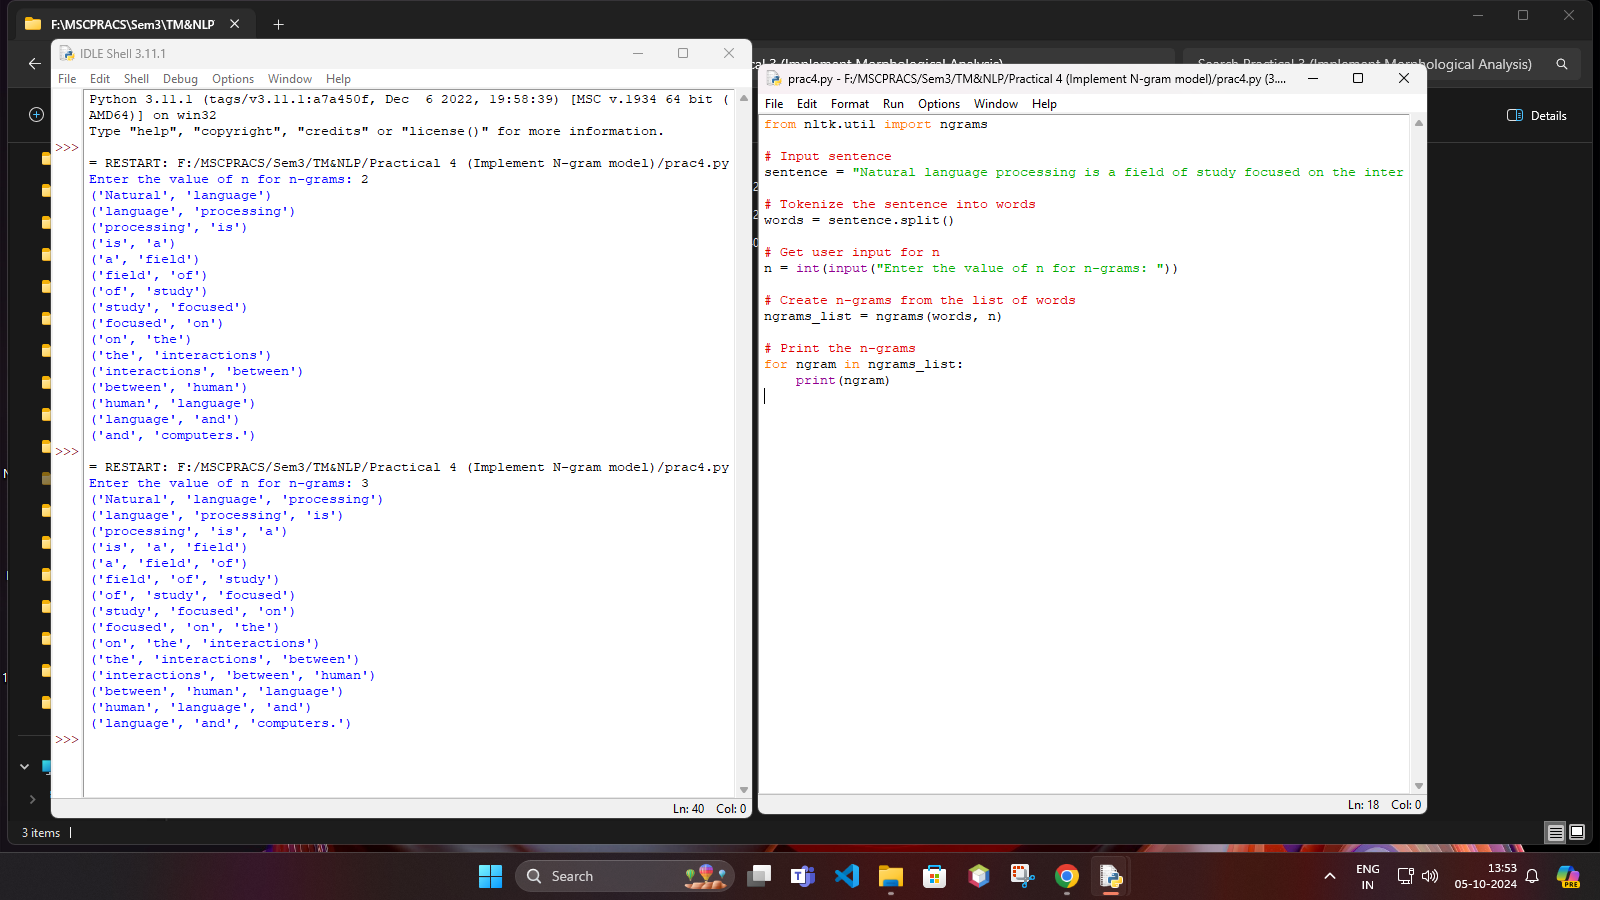 F:\MSCPRACS\Sem3\TM&NLP
IDLE Shell 3.11.1
File Edit Shell Debug Options Window Help
Python 3.11.1 (tags/v3.11.1:a7a450f, Dec  6 2022, 19:58:39) [MSC v.1934 64 bit (
AMD64)] on win32
Type "help", "copyright", "credits" or "license()" for more information.
>>>
= RESTART: F:/MSCPRACS/Sem3/TM&NLP/Practical 4 (Implement N-gram model)/prac4.py
Enter the value of n for n-grams: 2
('Natural', 'language')
('language', 'processing')
('processing', 'is')
('is', 'a')
('a', 'field')
('field', 'of')
('of', 'study')
('study', 'focused')
('focused', 'on')
('on', 'the')
('the', 'interactions')
('interactions', 'between')
('between', 'human')
('human', 'language')
('language', 'and')
('and', 'computers.')
>>>
= RESTART: F:/MSCPRACS/Sem3/TM&NLP/Practical 4 (Implement N-gram model)/prac4.py
Enter the value of n for n-grams: 3
('Natural', 'language', 'processing')
('language', 'processing', 'is')
('processing', 'is', 'a')
('is', 'a', 'field')
('a', 'field', 'of')
('field', 'of', 'study')
('of', 'study', 'focused')
('study', 'focused', 'on')
('focused', 'on', 'the')
('on', 'the', 'interactions')
('the', 'interactions', 'between')
('interactions', 'between', 'human')
('between', 'human', 'language')
('human', 'language', 'and')
('language', 'and', 'computers.')
>>>
Ln: 40 Col: 0
Search Practical 3 (Implement Morphological Analysis)
prac4.py - F:/MSCPRACS/Sem3/TM&NLP/Practical 4 (Implement N-gram model)/prac4.py (3....
File Edit Format Run Options Window Help
from nltk.util import ngrams
# Input sentence
sentence = "Natural language processing is a field of study focused on the inter
# Tokenize the sentence into words
words = sentence.split()
# Get user input for n
n = int(input("Enter the value of n for n-grams: "))
# Create n-grams from the list of words
ngrams_list = ngrams(words, n)
# Print the n-grams
for ngram in ngrams_list:
    print(ngram)
Ln: 18 Col: 0
Details
3 items
Search
ENG
IN
13:53
05-10-2024
PRE